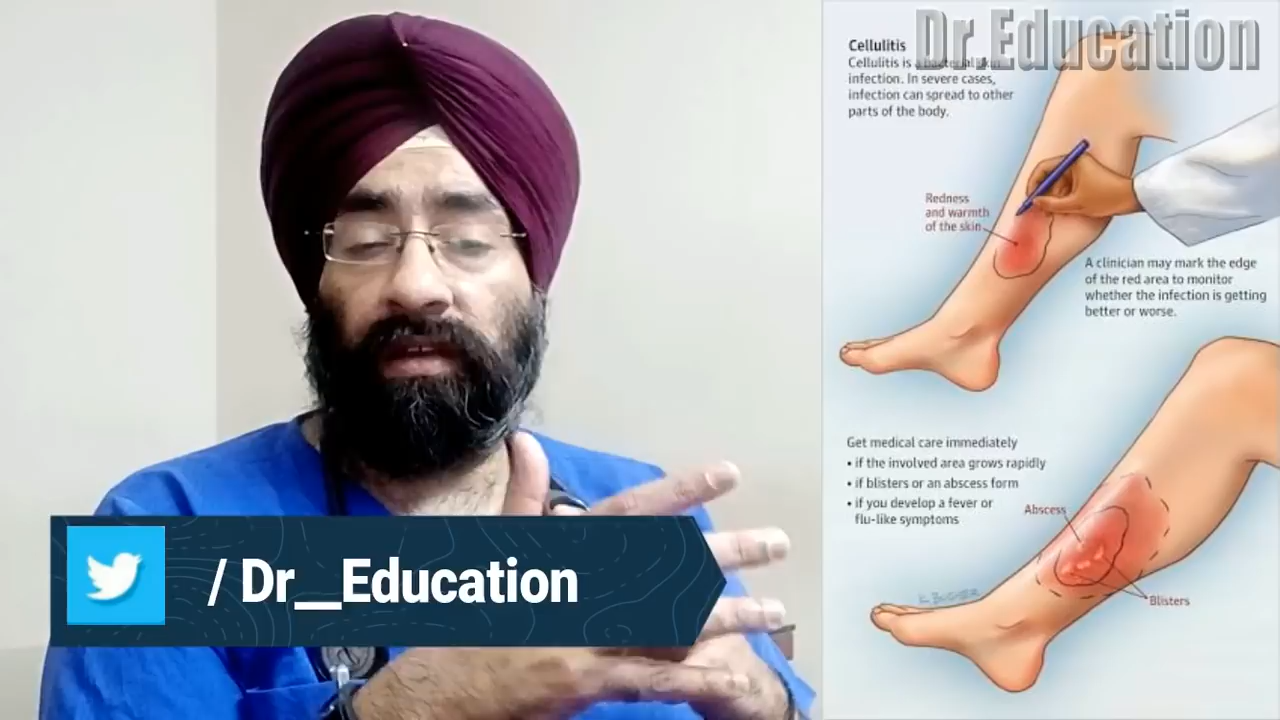 Dr.Education
Cellulitis
Cellulitis is a bacterial skin
infection. In severe cases,
infection can spread to other
parts of the body.
Redness
and warmth
of the skin
A clinician may mark the edge
of the red area to monitor
whether the infection is getting
better or worse.
Get medical care immediately
• if the involved area grows rapidly
• if blisters or an abscess form
• if you develop a fever or
flu-like symptoms
Abscess
Blisters
/ Dr__Education